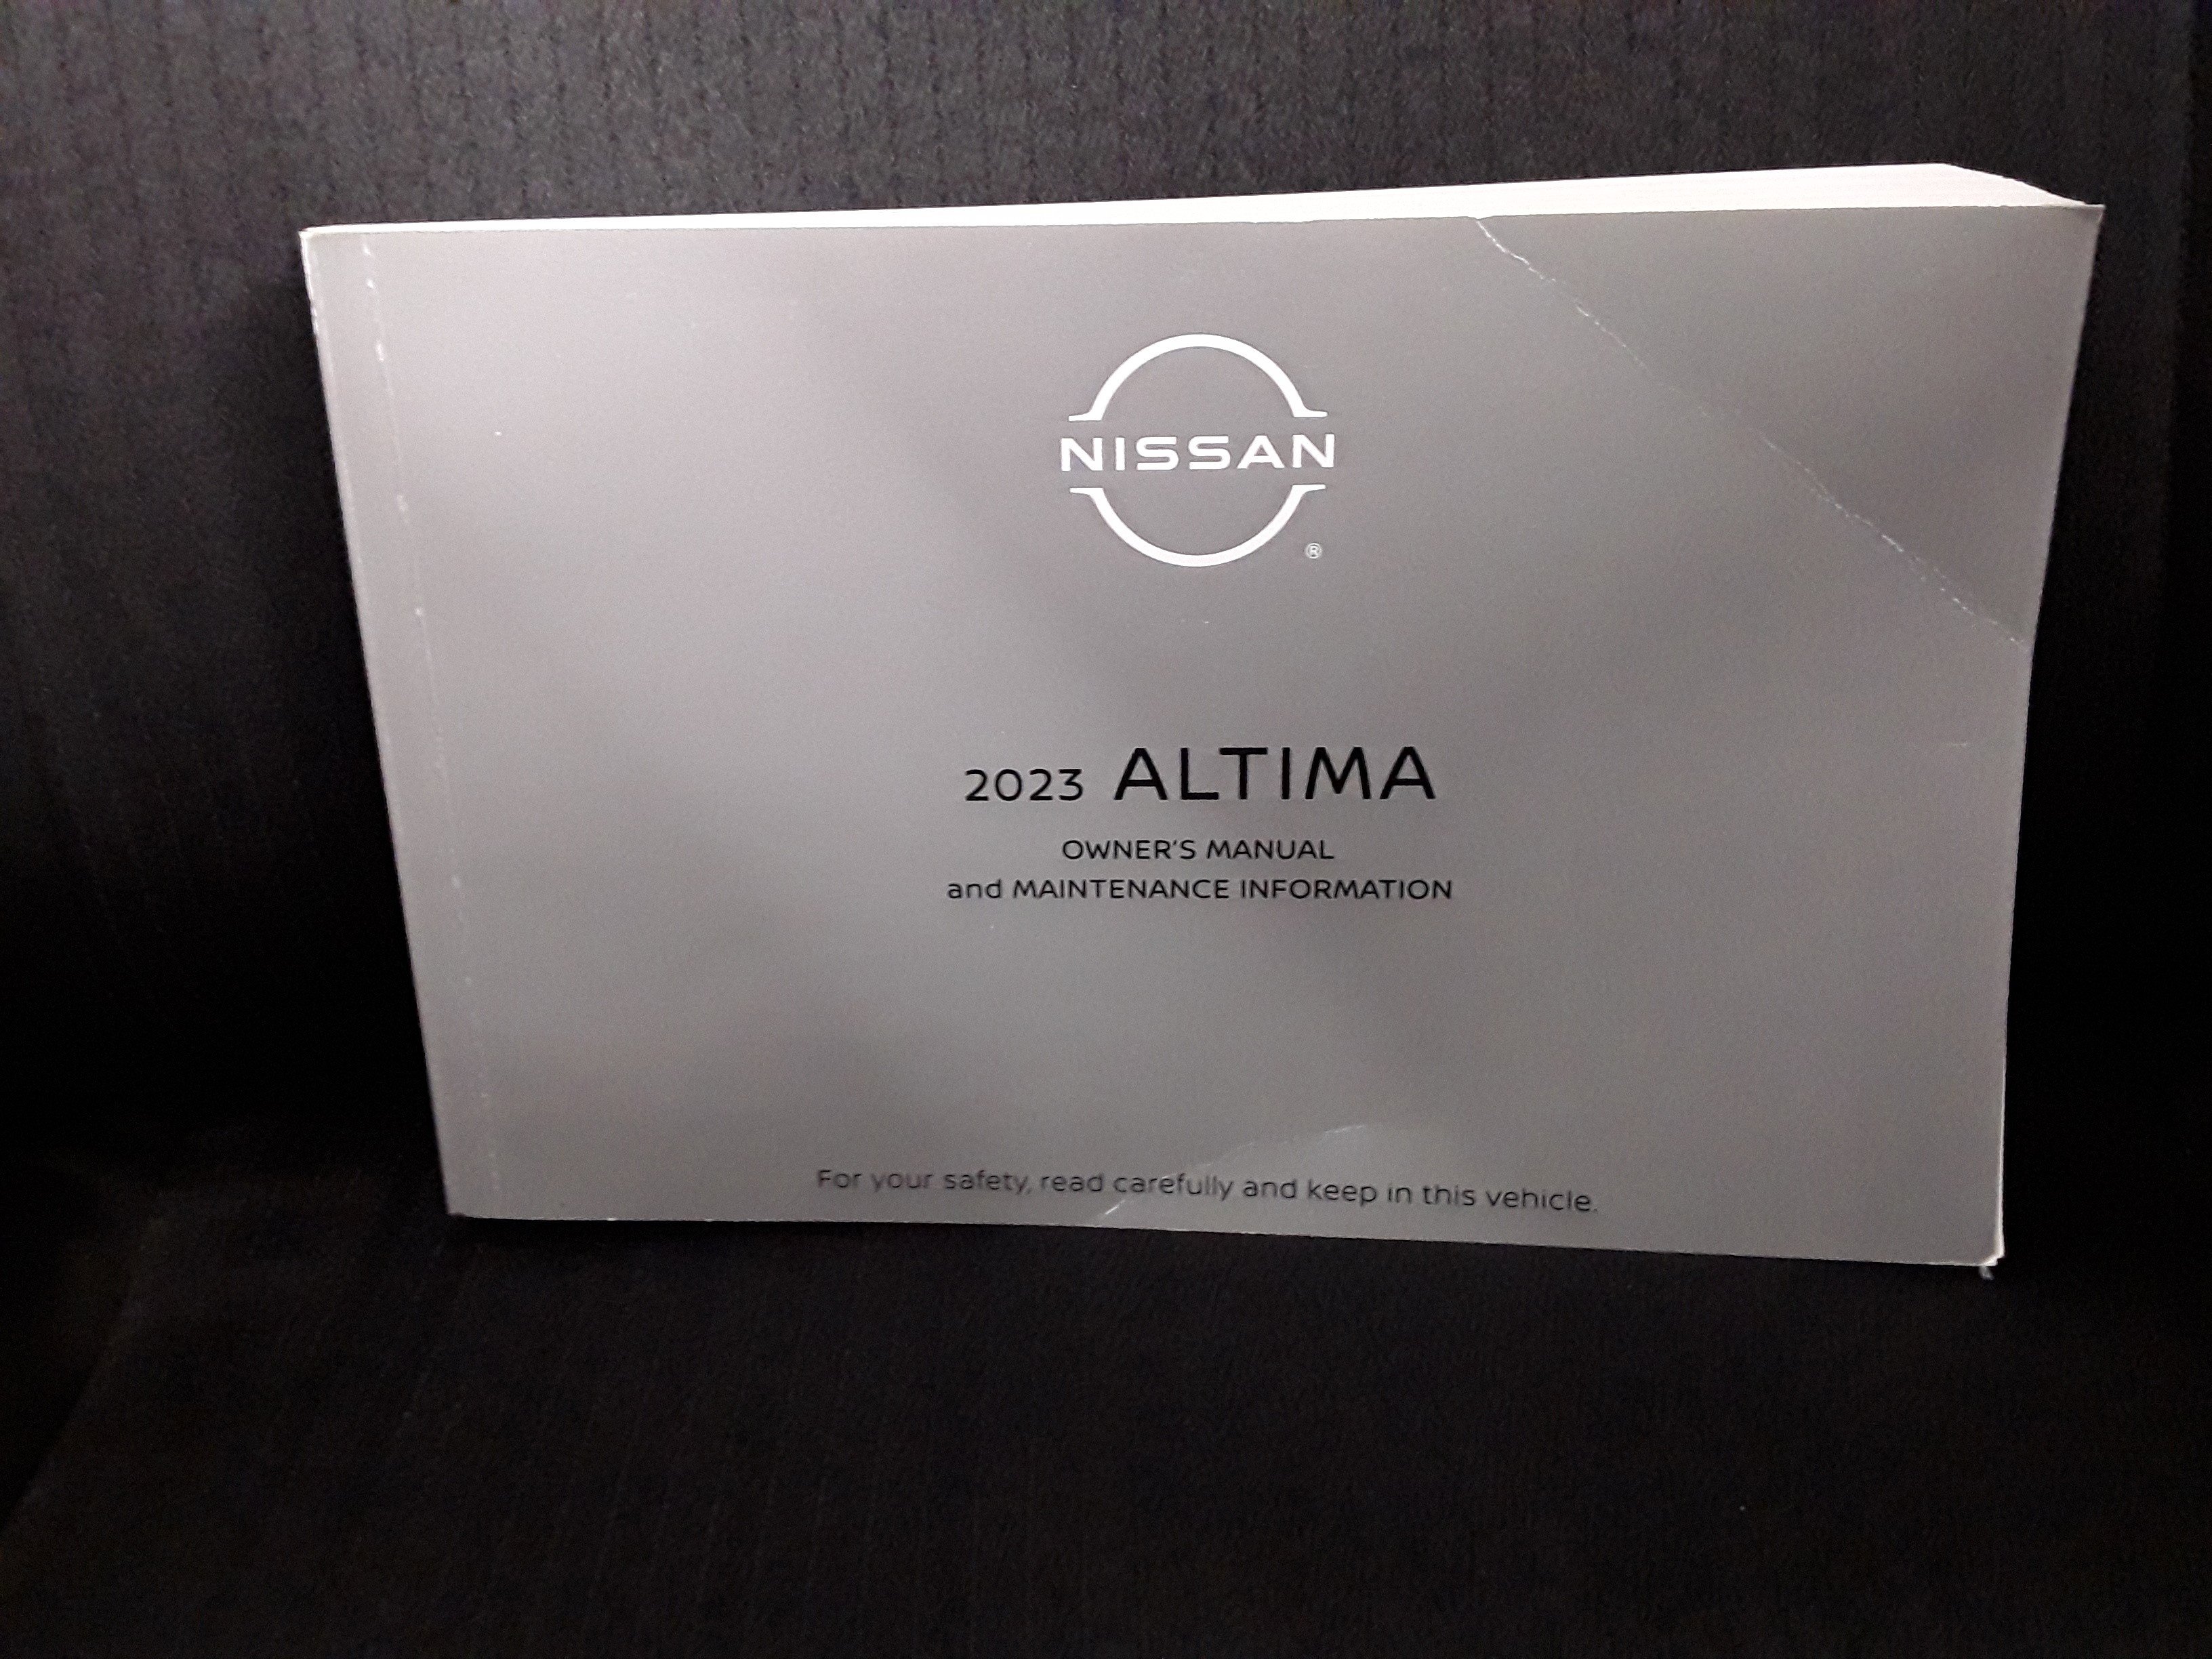 NISSAN
®
2023 ALTIMA
OWNER'S MANUAL
and MAINTENANCE INFORMATION
For your safety, read carefully and keep in this vehicle.